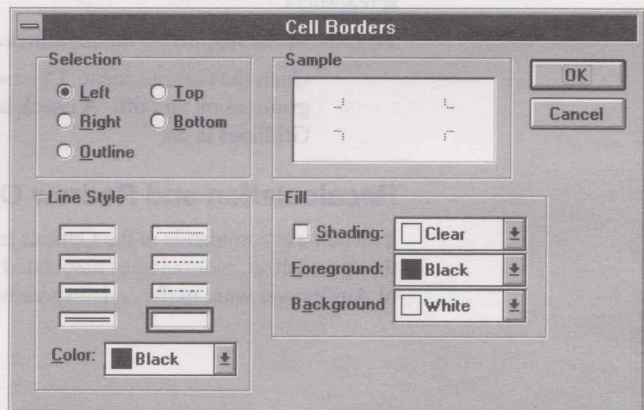 Cell Borders
Selection
Left
Top
Right
Bottom
Outline
Sample
OK
Cancel
Line Style
Color: Black
Fill
Shading: Clear
Foreground: Black
Background White